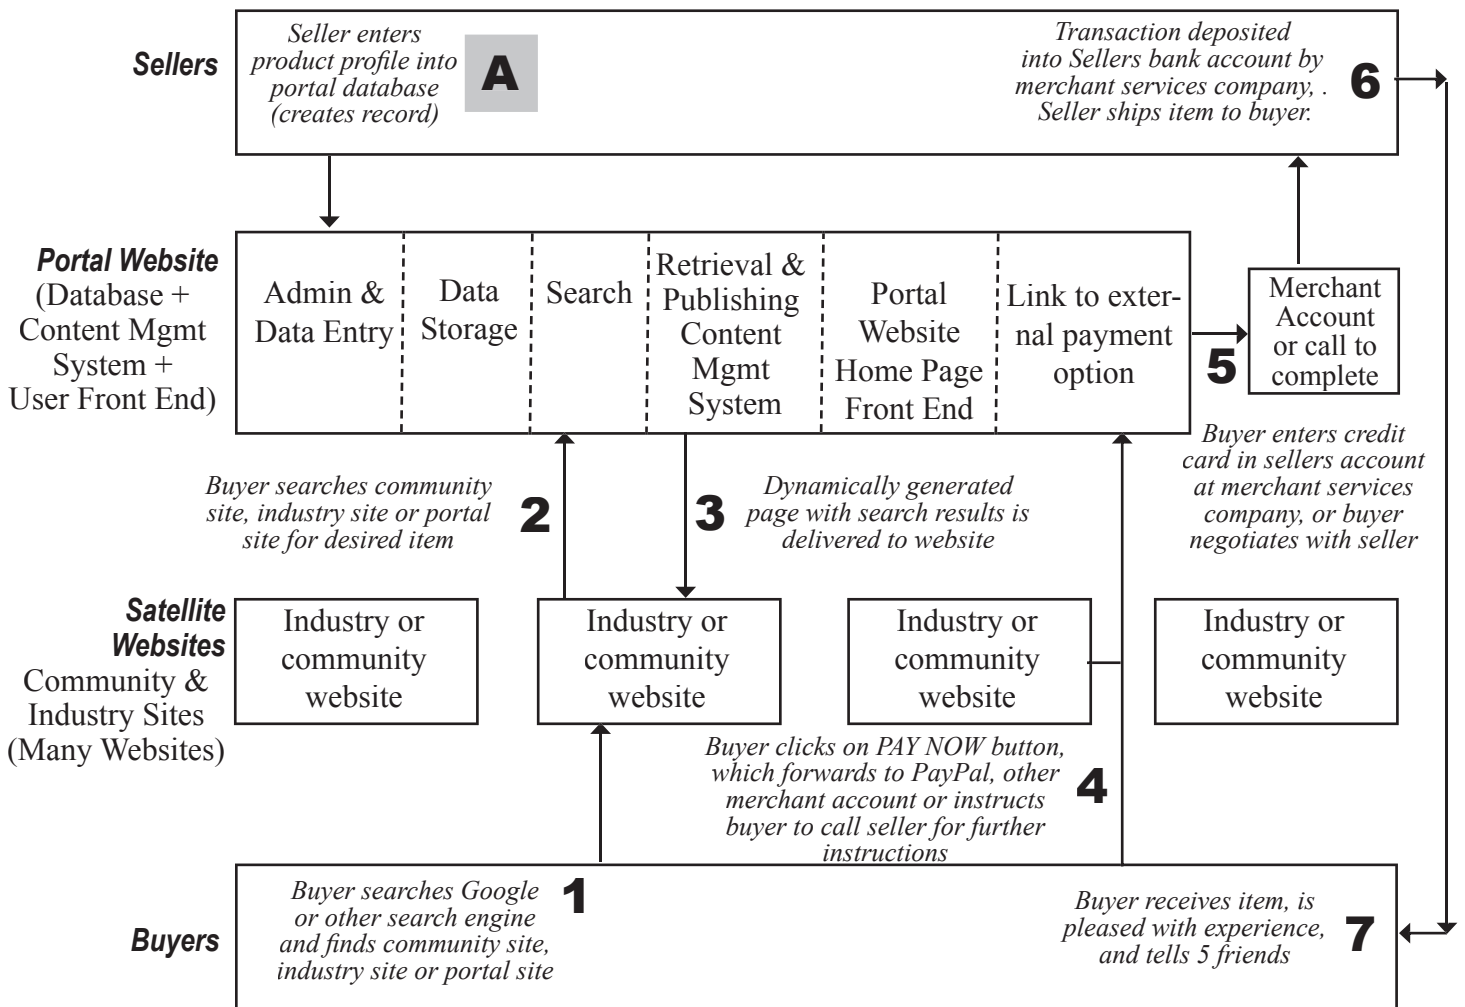 Sellers
Seller enters
product profile into
portal database
(creates record)
A
Transaction deposited
into Sellers bank account by
merchant services company, .
Seller ships item to buyer.
6
Portal Website
(Database +
Content Mgmt
System +
User Front End)
Admin &
Data Entry
Data
Storage
Search
Retrieval &
Publishing
Content
Mgmt
System
Portal
Website
Home Page
Front End
Link to exter-
nal payment
option
5
Merchant
Account
or call to
complete
Buyer searches community
site, industry site or portal
site for desired item
2
3
Dynamically generated
page with search results is
delivered to website
Buyer enters credit
card in sellers account
at merchant services
company, or buyer
negotiates with seller
Satellite
Websites
Community &
Industry Sites
(Many Websites)
Industry or
community
website
Industry or
community
website
Industry or
community
website
Industry or
community
website
Buyer clicks on PAY NOW button,
which forwards to PayPal, other
merchant account or instructs
buyer to call seller for further
instructions
4
Buyers
Buyer searches Google
or other search engine
and finds community site,
industry site or portal site
1
Buyer receives item, is
pleased with experience,
and tells 5 friends
7